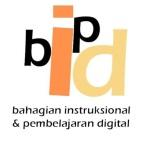 bipd
bahagian instruksional
& pembelajaran digital